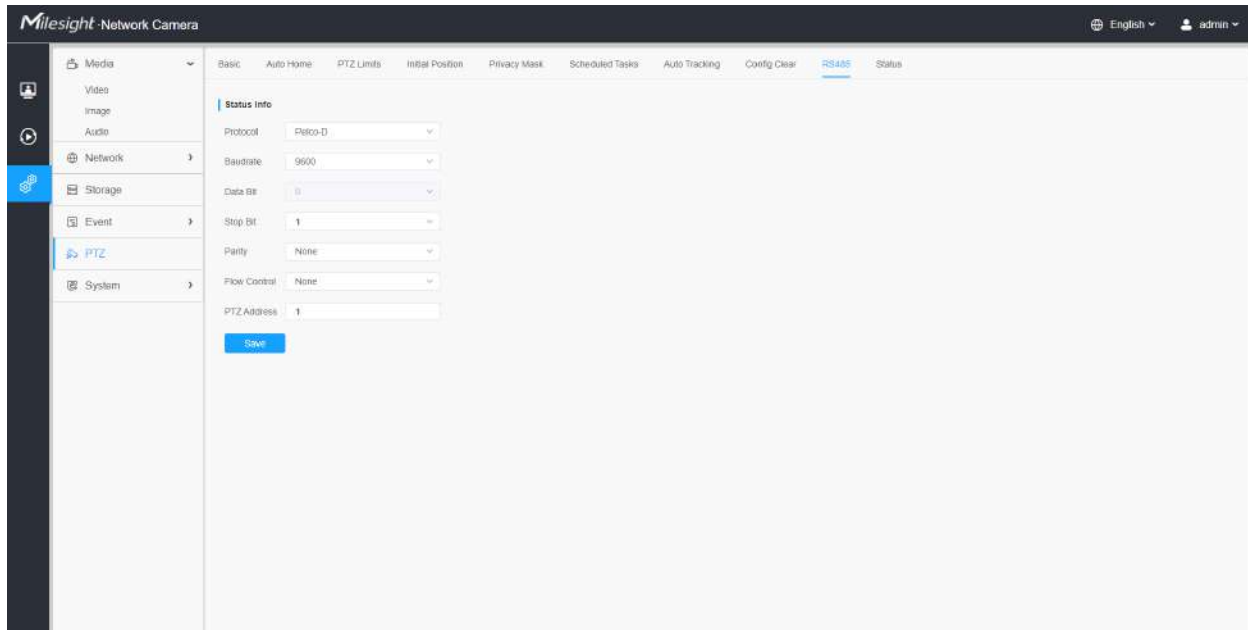 Milesight Network Camera
English
admin
Media
Video
Image
Audio
Network
Storage
Event
PTZ
System
Basic Auto Home PTZ Limits Initial Position Privacy Mask Scheduled Tasks Auto Tracking Config Clear RS485 Status
Status Info
Protocol Pelco-D
Baudrate 9600
Data Bit 8
Stop Bit 1
Parity None
Flow Control None
PTZ Address 1
Save